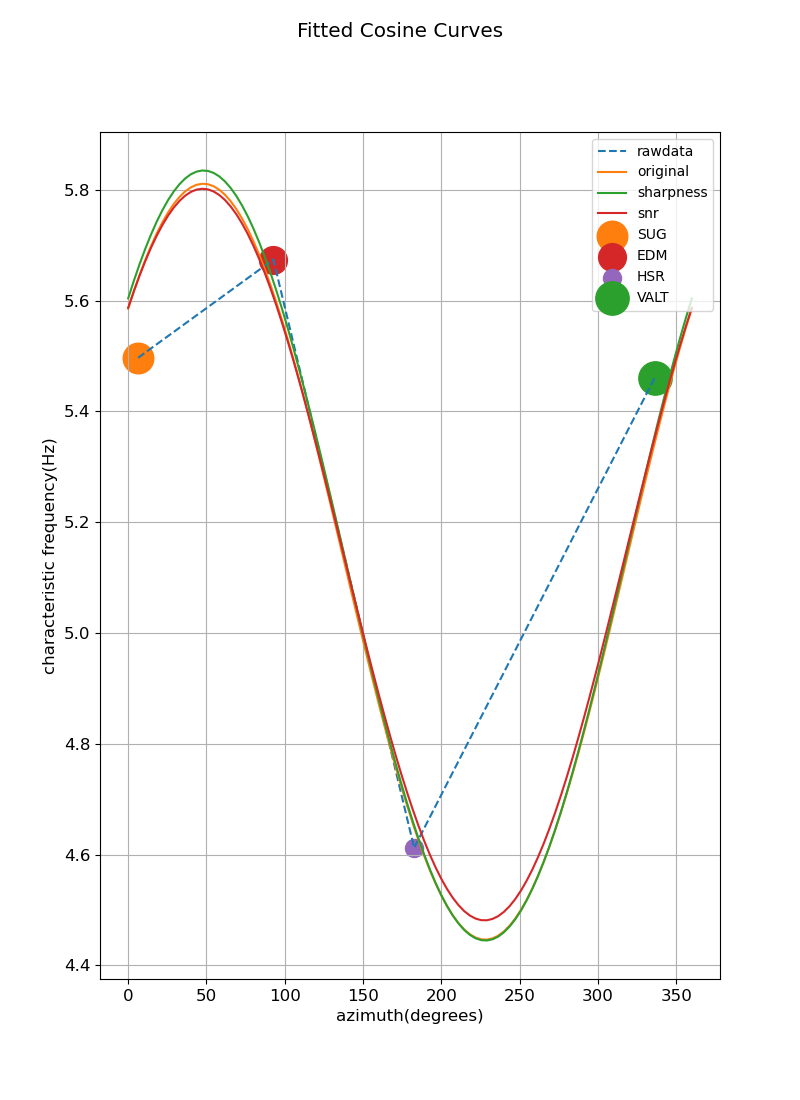 Fitted Cosine Curves
rawdata
original
sharpness
snr
SUG
EDM
HSR
VALT
characteristic frequency(Hz)
5.8
5.6
5.4
5.2
5.0
4.8
4.6
4.4
0 50 100 150 200 250 300 350
azimuth(degrees)